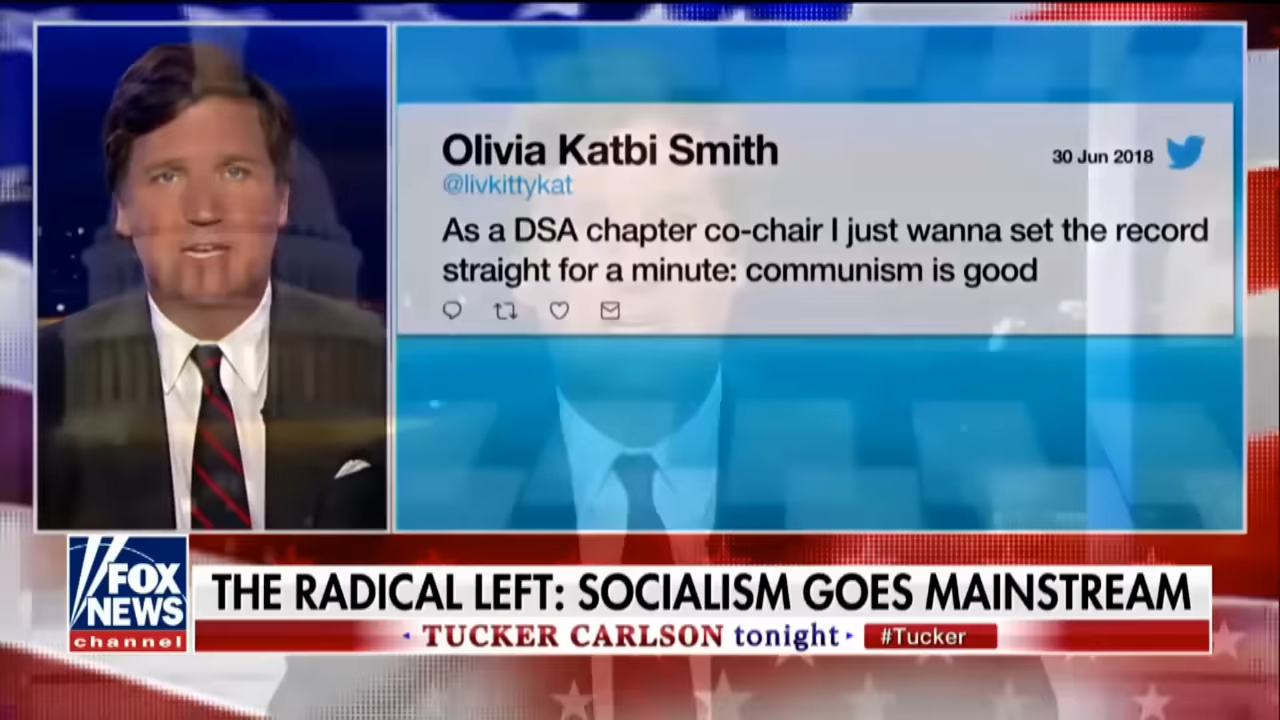 Olivia Katbi Smith
30 Jun 2018
@livkittykat
As a DSA chapter co-chair I just wanna set the record
straight for a minute: communism is good
FOX
NEWS
channel
THE RADICAL LEFT: SOCIALISM GOES MAINSTREAM
TUCKER CARLSON tonight
#Tucker